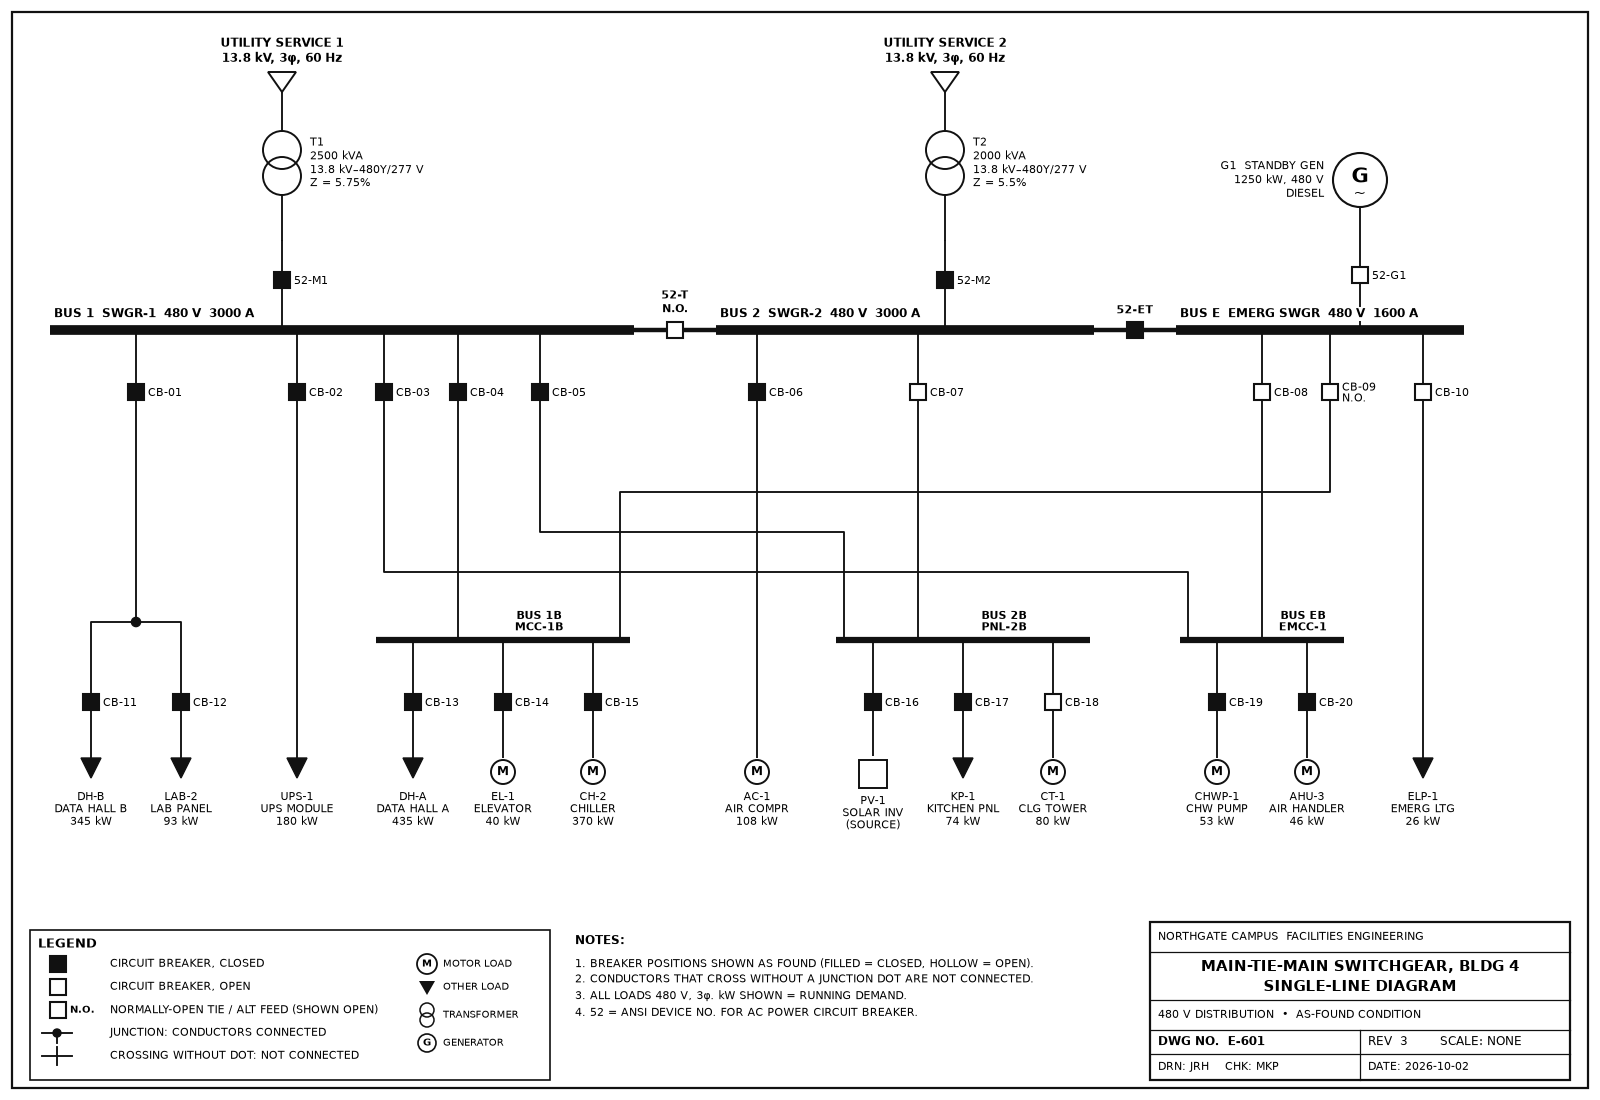 UTILITY SERVICE 1
13.8 kV, 3φ, 60 Hz
UTILITY SERVICE 2
13.8 kV, 3φ, 60 Hz
T1
2500 kVA
13.8 kV–480Y/277 V
Z = 5.75%
T2
2000 kVA
13.8 kV–480Y/277 V
Z = 5.5%
G1 STANDBY GEN
1250 kW, 480 V
DIESEL
G
~
52-M1
52-M2
52-G1
BUS 1 SWGR-1 480 V 3000 A
52-T
N.O.
BUS 2 SWGR-2 480 V 3000 A
52-ET
BUS E EMERG SWGR 480 V 1600 A
CB-01
CB-02
CB-03
CB-04
CB-05
CB-06
CB-07
CB-08
CB-09
N.O.
CB-10
BUS 1B
MCC-1B
BUS 2B
PNL-2B
BUS EB
EMCC-1
CB-11
CB-12
CB-13
CB-14
CB-15
CB-16
CB-17
CB-18
CB-19
CB-20
M
M
M
M
M
M
DH-B
DATA HALL B
345 kW
LAB-2
LAB PANEL
93 kW
UPS-1
UPS MODULE
180 kW
DH-A
DATA HALL A
435 kW
EL-1
ELEVATOR
40 kW
CH-2
CHILLER
370 kW
AC-1
AIR COMPR
108 kW
PV-1
SOLAR INV
(SOURCE)
KP-1
KITCHEN PNL
74 kW
CT-1
CLG TOWER
80 kW
CHWP-1
CHW PUMP
53 kW
AHU-3
AIR HANDLER
46 kW
ELP-1
EMERG LTG
26 kW
LEGEND
CIRCUIT BREAKER, CLOSED
CIRCUIT BREAKER, OPEN
N.O. NORMALLY-OPEN TIE / ALT FEED (SHOWN OPEN)
JUNCTION: CONDUCTORS CONNECTED
CROSSING WITHOUT DOT: NOT CONNECTED
M MOTOR LOAD
OTHER LOAD
TRANSFORMER
G GENERATOR
NOTES:
1. BREAKER POSITIONS SHOWN AS FOUND (FILLED = CLOSED, HOLLOW = OPEN).
2. CONDUCTORS THAT CROSS WITHOUT A JUNCTION DOT ARE NOT CONNECTED.
3. ALL LOADS 480 V, 3φ. kW SHOWN = RUNNING DEMAND.
4. 52 = ANSI DEVICE NO. FOR AC POWER CIRCUIT BREAKER.
NORTHGATE CAMPUS FACILITIES ENGINEERING
MAIN-TIE-MAIN SWITCHGEAR, BLDG 4
SINGLE-LINE DIAGRAM
480 V DISTRIBUTION • AS-FOUND CONDITION
DWG NO. E-601
REV 3 SCALE: NONE
DRN: JRH CHK: MKP
DATE: 2026-10-02